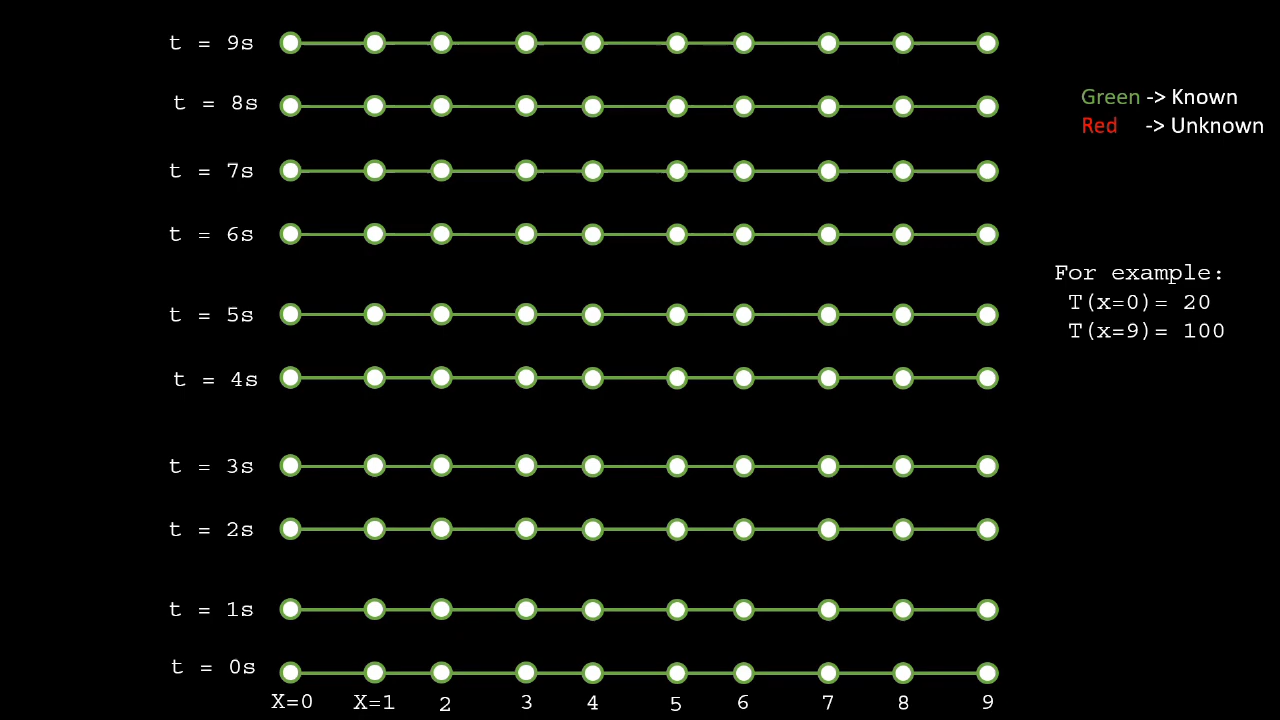 t = 9s
t = 8s
Green -> Known
Red -> Unknown
t = 7s
t = 6s
For example:
T(x=0)= 20
T(x=9)= 100
t = 5s
t = 4s
t = 3s
t = 2s
t = 1s
t = 0s
X=0 X=1 2 3 4 5 6 7 8 9